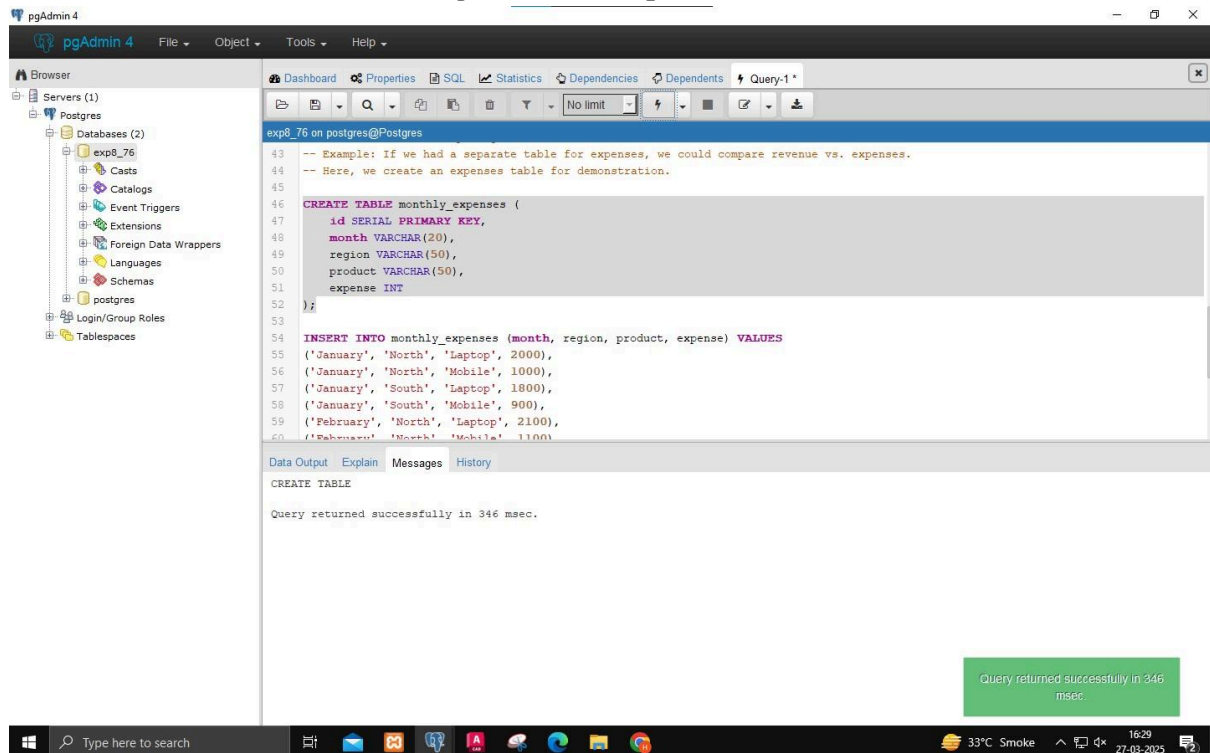 pgAdmin 4
pgAdmin 4 File Object Tools Help
Browser
Servers (1)
Postgres
Databases (2)
exp8_76
Casts
Catalogs
Event Triggers
Extensions
Foreign Data Wrappers
Languages
Schemas
postgres
Login/Group Roles
Tablespaces
Dashboard Properties SQL Statistics Dependencies Dependents Query-1 *
No limit
exp8_76 on postgres@Postgres
43 -- Example: If we had a separate table for expenses, we could compare revenue vs. expenses.
44 -- Here, we create an expenses table for demonstration.
45
46 CREATE TABLE monthly_expenses (
47 id SERIAL PRIMARY KEY,
48 month VARCHAR(20),
49 region VARCHAR(50),
50 product VARCHAR(50),
51 expense INT
52 );
53
54 INSERT INTO monthly_expenses (month, region, product, expense) VALUES
55 ('January', 'North', 'Laptop', 2000),
56 ('January', 'North', 'Mobile', 1000),
57 ('January', 'South', 'Laptop', 1800),
58 ('January', 'South', 'Mobile', 900),
59 ('February', 'North', 'Laptop', 2100),
60 ('February', 'North', 'Mobile', 1100)
Data Output Explain Messages History
CREATE TABLE
Query returned successfully in 346 msec.
Query returned successfully in 346
msec.
Type here to search
33°C Smoke
16:29
27-03-2025